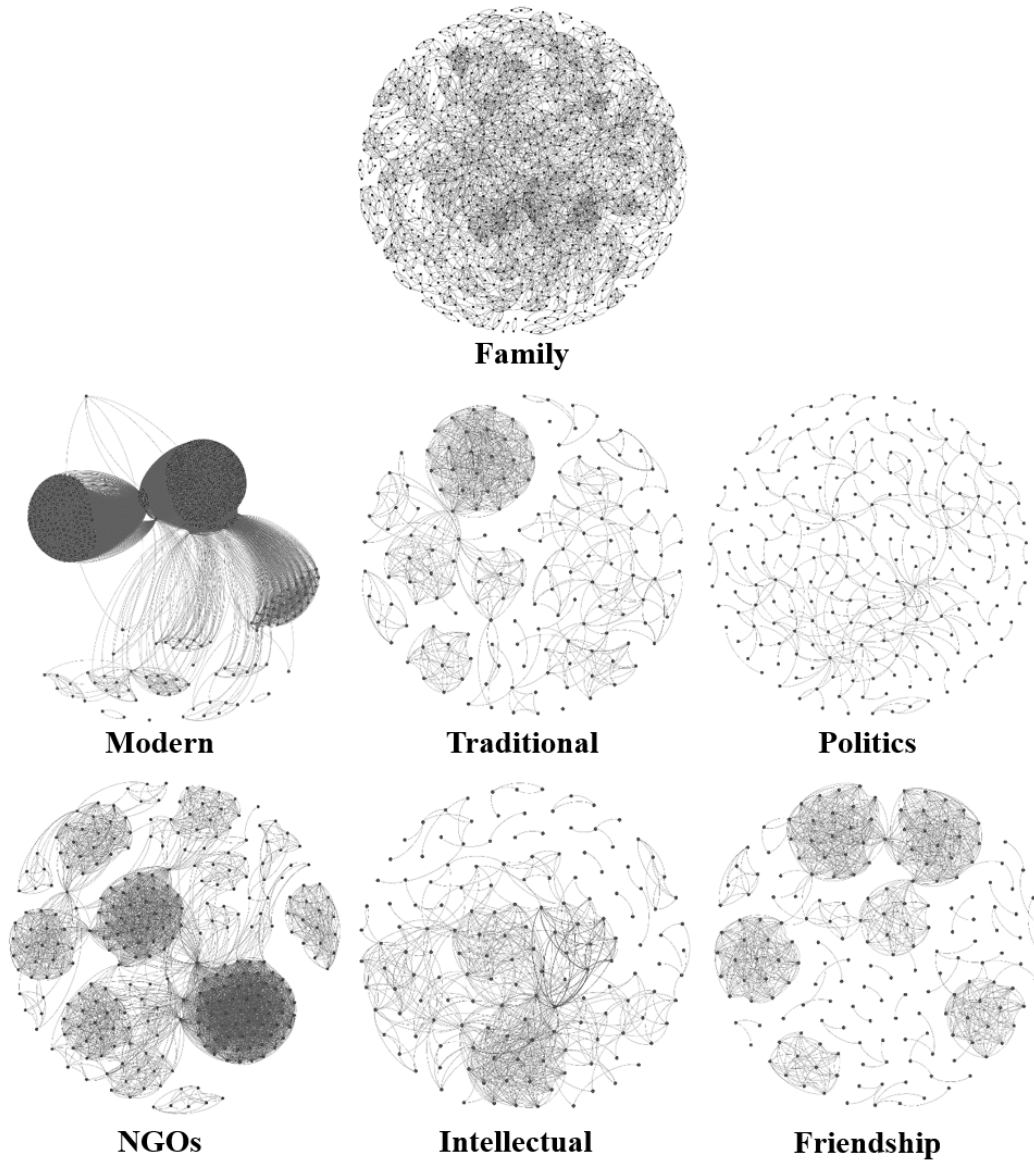 Family
Modern
Traditional
Politics
NGOs
Intellectual
Friendship